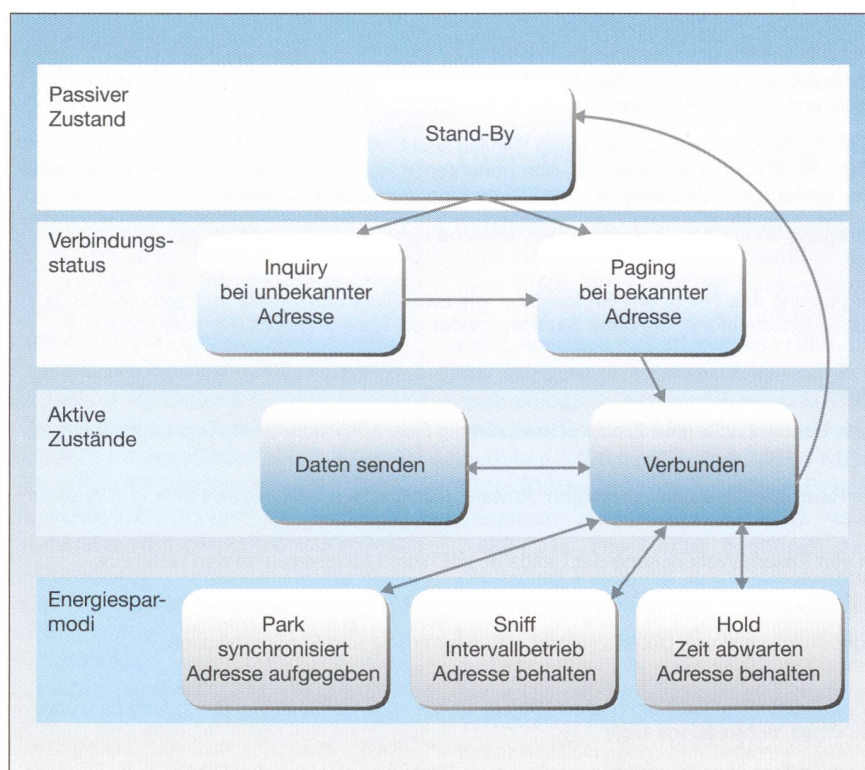 Passiver
Zustand
Stand-By
Verbindungs-
status
Inquiry
bei unbekannter
Adresse
Paging
bei bekannter
Adresse
Aktive
Zustände
Daten senden
Verbunden
Energiespar-
modi
Park
synchronisiert
Adresse aufgegeben
Sniff
Intervallbetrieb
Adresse behalten
Hold
Zeit abwarten
Adresse behalten